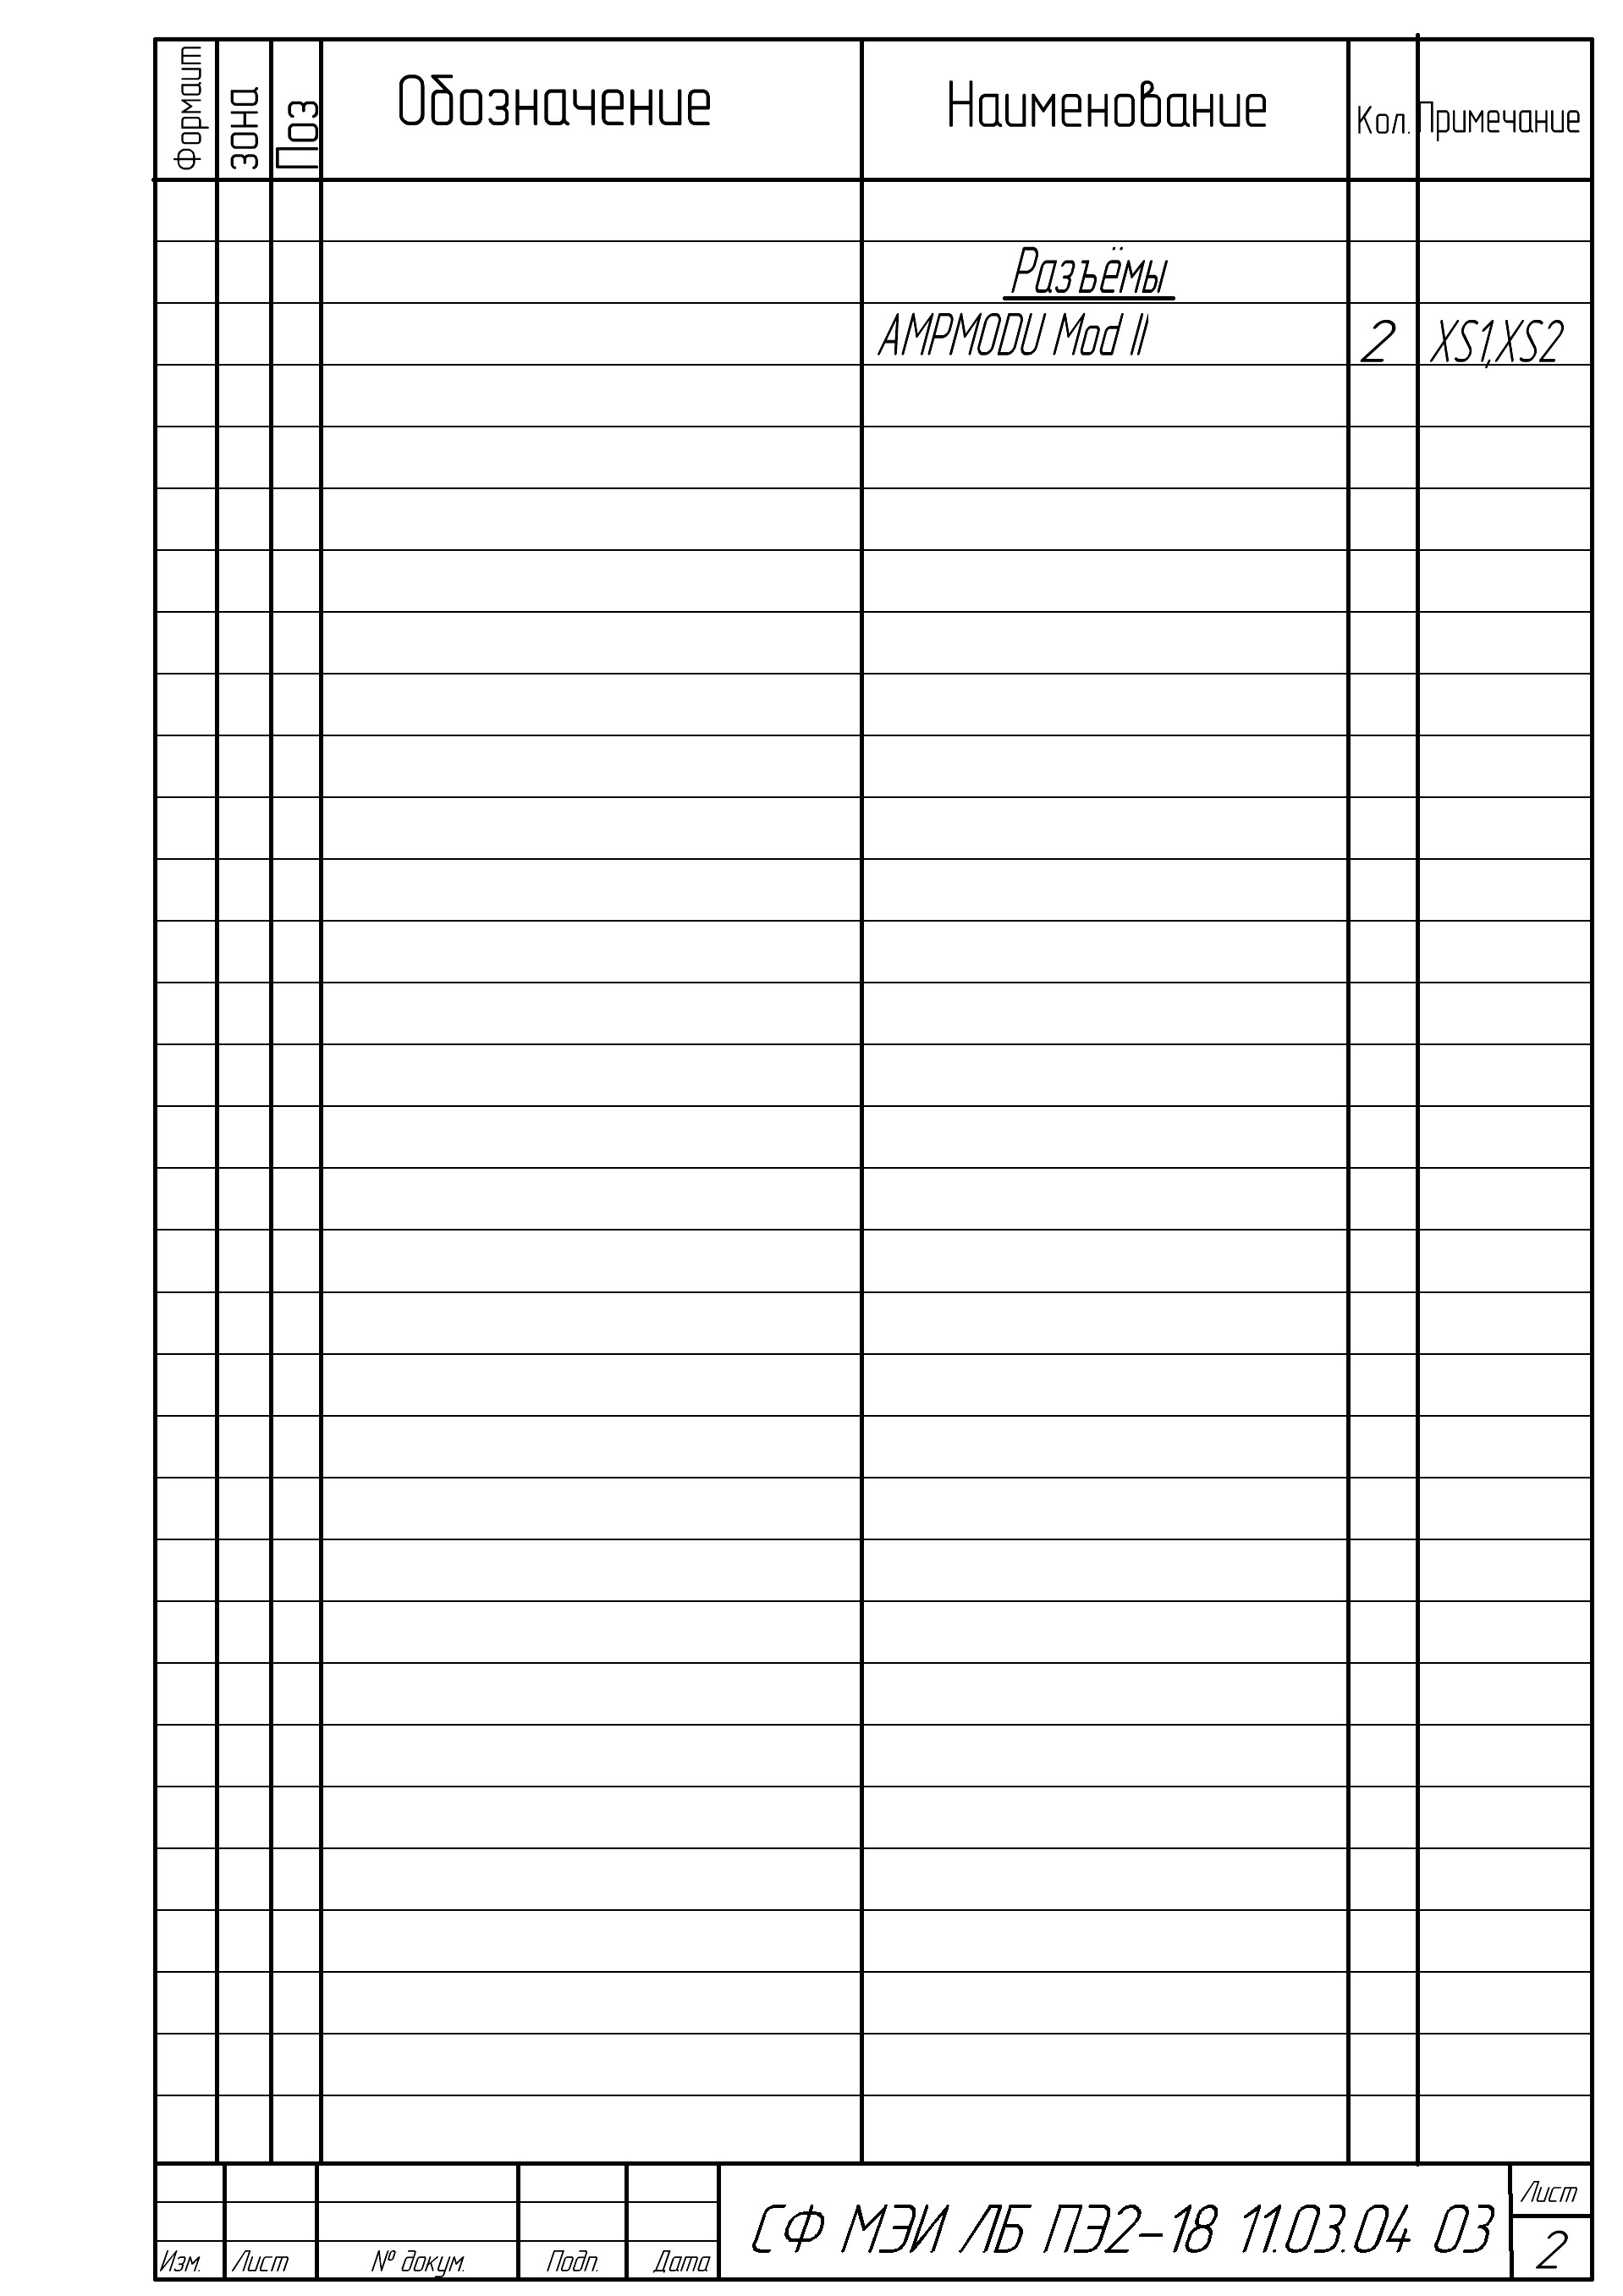 Формашт зона Поз Обозначение Наименование Кол. Примечание
Разъёмы
AMPMODU Mod II 2 XS1,XS2
СФ МЭИ ЛБ ПЭ2-18 11.03.04 03
Лист
2
Изм. Лист № докум. Подп. Дата